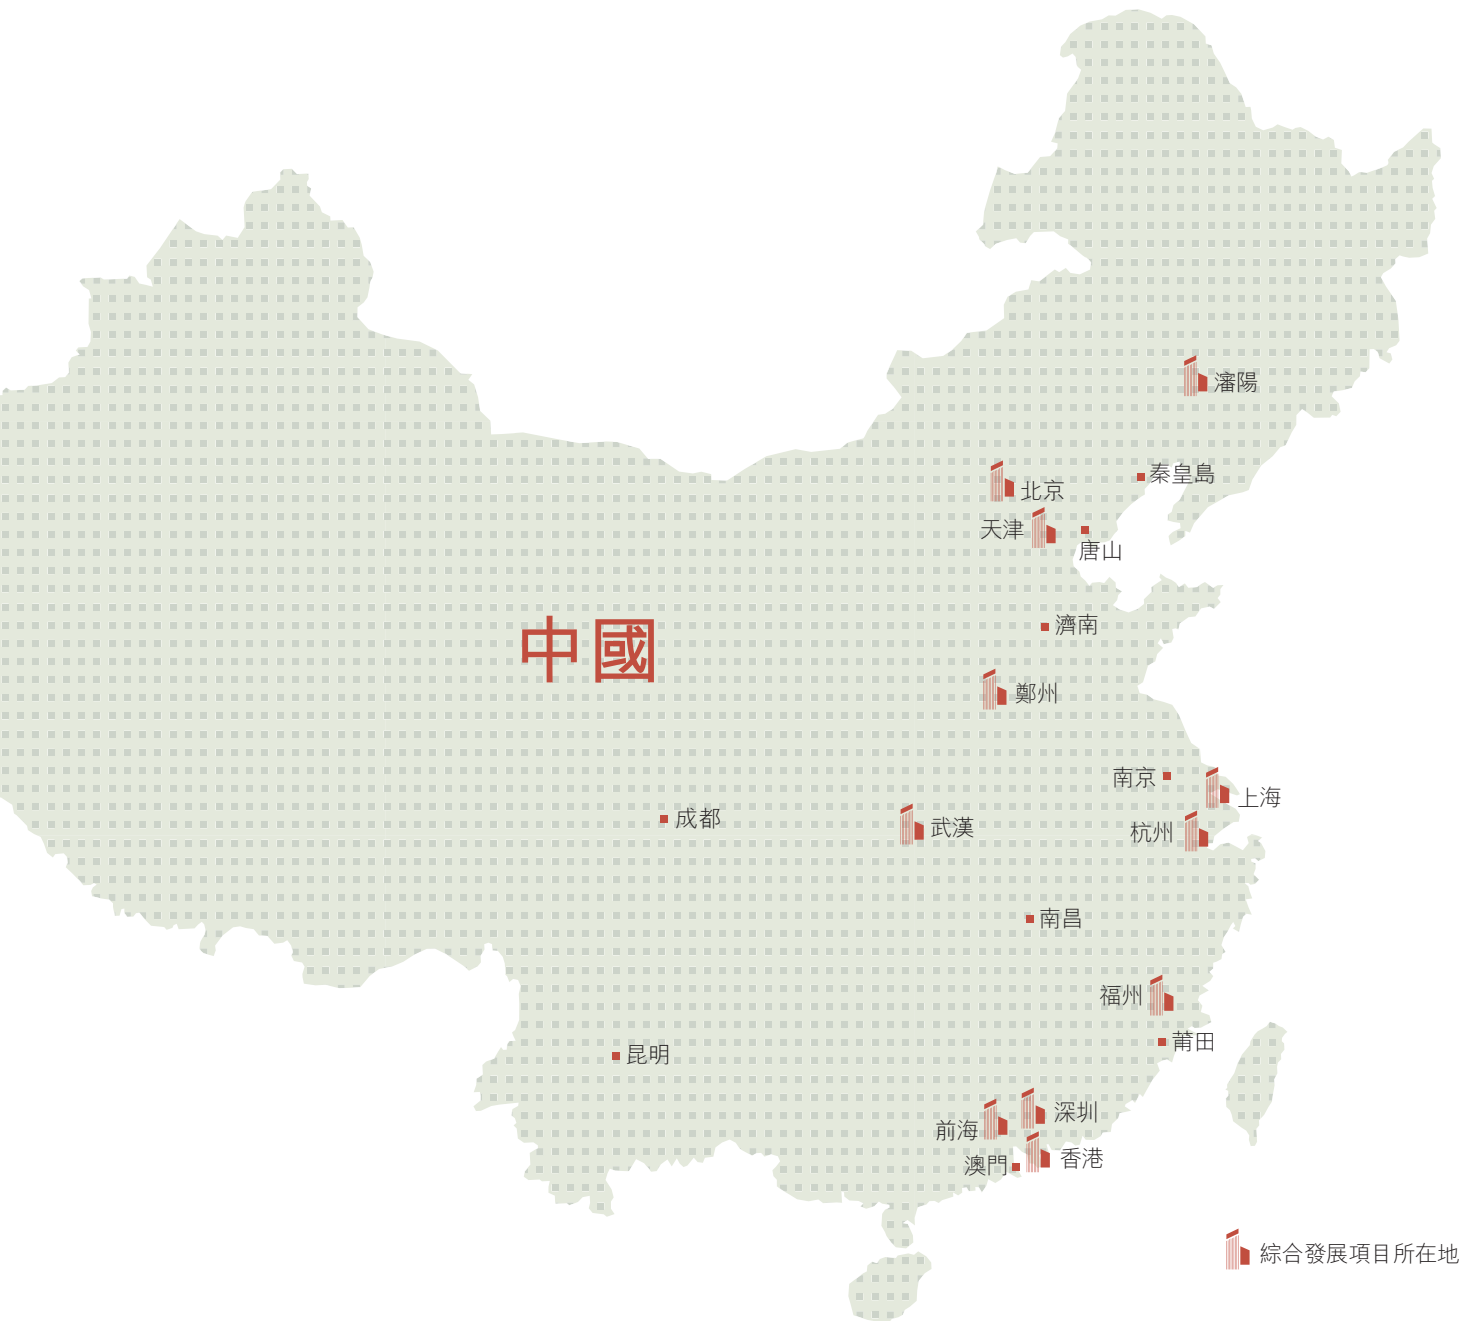 瀋陽
秦皇島
北京
天津
唐山
濟南
中國
鄭州
南京
上海
成都
武漢
杭州
南昌
福州
莆田
昆明
深圳
前海
香港
澳門
綜合發展項目所在地